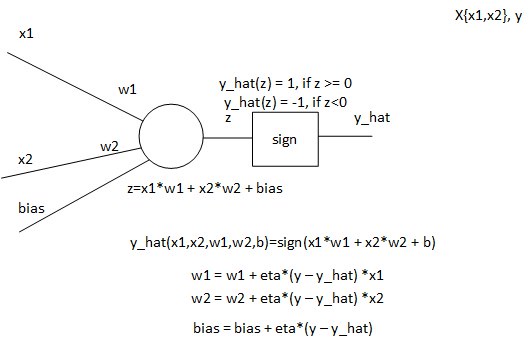 X{x1,x2}, y
x1
w1
y_hat(z) = 1, if z >= 0
y_hat(z) = -1, if z<0
z
y_hat
w2
sign
x2
z=x1*w1 + x2*w2 + bias
bias
y_hat(x1,x2,w1,w2,b)=sign(x1*w1 + x2*w2 + b)
w1 = w1 + eta*(y – y_hat) *x1
w2 = w2 + eta*(y – y_hat) *x2
bias = bias + eta*(y – y_hat)